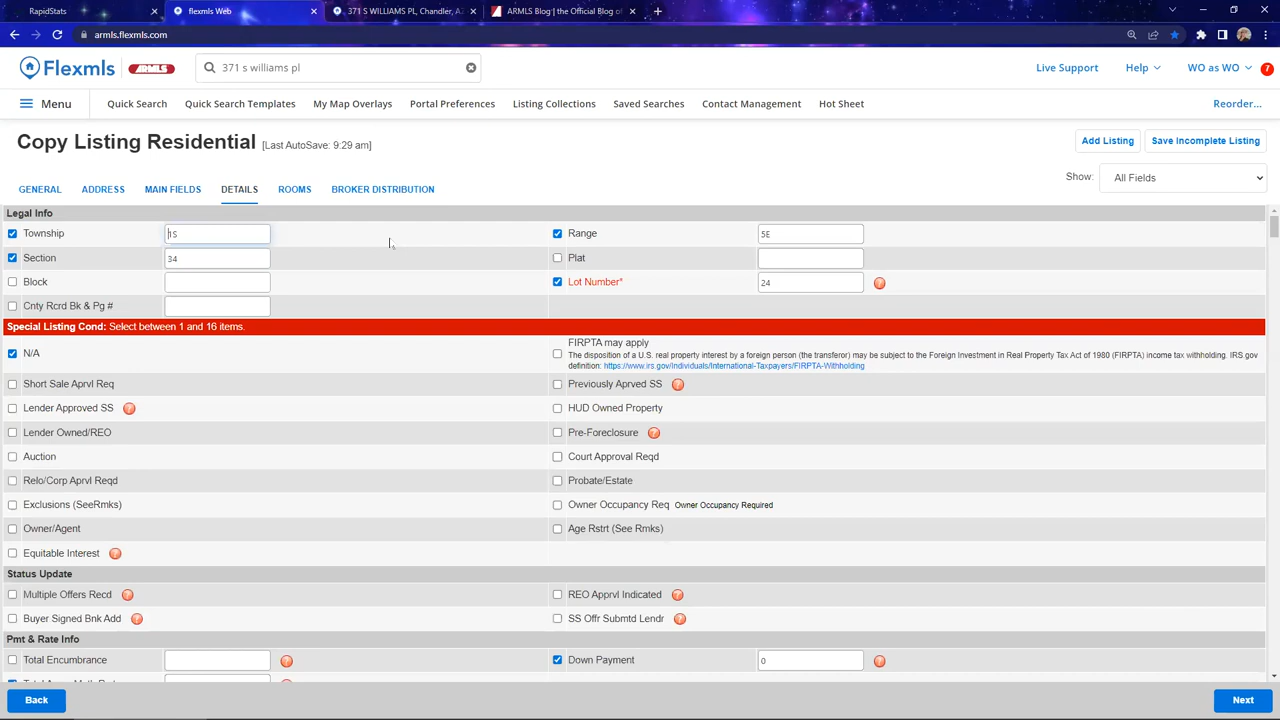 RapidStats
flexmls Web
371 S WILLIAMS PL, Chandler, AZ
ARMLS Blog | the Official Blog of
armls.flexmls.com
Flexmls ARMLS 371 s williams pl Live Support Help WO as WO 7
Menu Quick Search Quick Search Templates My Map Overlays Portal Preferences Listing Collections Saved Searches Contact Management Hot Sheet Reorder...
Copy Listing Residential [Last AutoSave: 9:29 am] Add Listing Save Incomplete Listing
GENERAL ADDRESS MAIN FIELDS DETAILS ROOMS BROKER DISTRIBUTION Show: All Fields
Legal Info
Township 1S Range 5E
Section 34 Plat
Block Lot Number* 24 ?
Cnty Rcrd Bk & Pg #
Special Listing Cond: Select between 1 and 16 items.
N/A FIRPTA may apply
The disposition of a U.S. real property interest by a foreign person (the transferor) may be subject to the Foreign Investment in Real Property Tax Act of 1980 (FIRPTA) income tax withholding. IRS gov
definition: https://www.irs.gov/Individuals/International-Taxpayers/FIRPTA-Withholding
Short Sale Aprvl Req Previously Aprved SS ?
Lender Approved SS ? HUD Owned Property
Lender Owned/REO Pre-Foreclosure ?
Auction Court Approval Reqd
Relo/Corp Aprvl Reqd Probate/Estate
Exclusions (SeeRmks) Owner Occupancy Req Owner Occupancy Required
Owner/Agent Age Rstrt (See Rmks)
Equitable Interest ?
Status Update
Multiple Offers Recd ? REO Apprvl Indicated ?
Buyer Signed Bnk Add ? SS Offr Submtd Lendr ?
Pmt & Rate Info
Total Encumbrance ? Down Payment 0 ?
Back Next